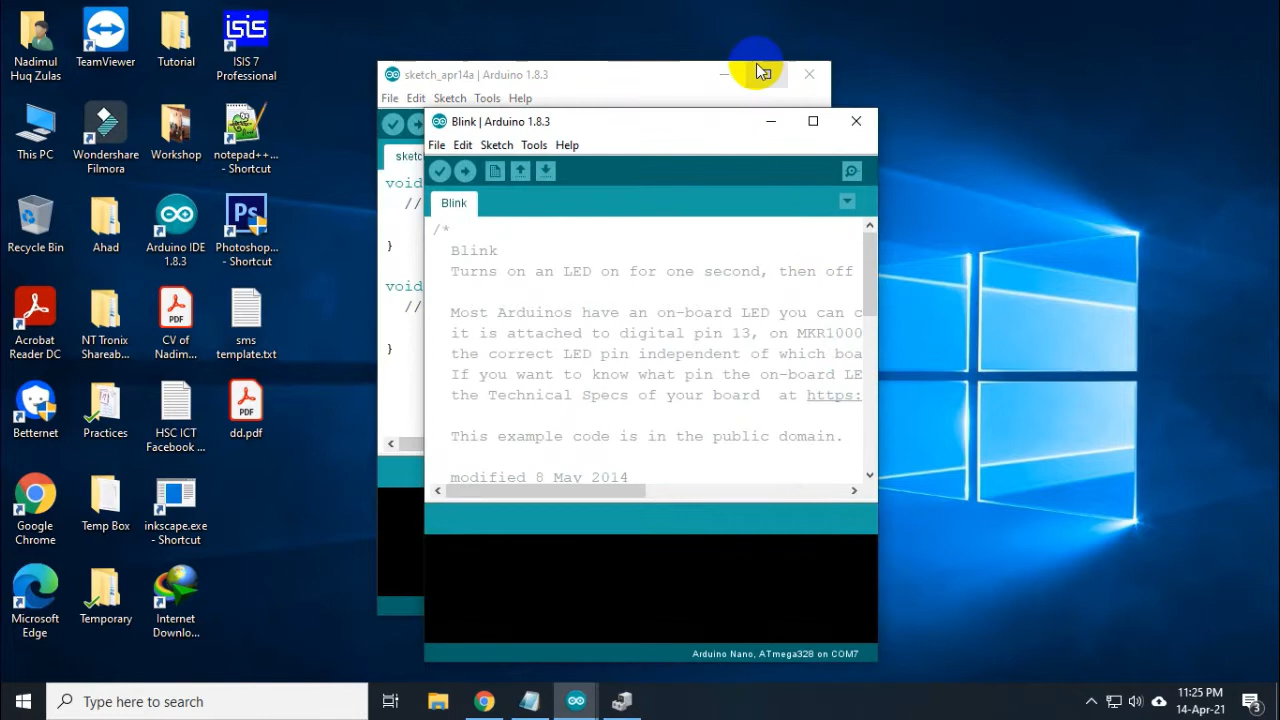 Nadimul
Huq Zulas
TeamViewer
Tutorial
ISIS 7
Professional
This PC
Wondershare
Filmora
Workshop
notepad++...
- Shortcut
Recycle Bin
Ahad
Arduino IDE
1.8.3
Photoshop...
- Shortcut
Acrobat
Reader DC
NT Tronix
Shareab...
CV of
Nadim...
sms
template.txt
Betternet
Practices
HSC ICT
Facebook ...
dd.pdf
Google
Chrome
Temp Box
inkscape.exe
- Shortcut
Microsoft
Edge
Temporary
Internet
Downlo...
isis
Ps
PDF
PDF
sketch_apr14a | Arduino 1.8.3
File Edit Sketch Tools Help
sketc
void
//
}
void
//
}
Blink | Arduino 1.8.3
File Edit Sketch Tools Help
Blink
/*
Blink
Turns on an LED on for one second, then off
Most Arduinos have an on-board LED you can c
it is attached to digital pin 13, on MKR1000
the correct LED pin independent of which boa
If you want to know what pin the on-board LE
the Technical Specs of your board at https:
This example code is in the public domain.
modified 8 May 2014
Arduino Nano, ATmega328 on COM7
Type here to search
11:25 PM
14-Apr-21
3